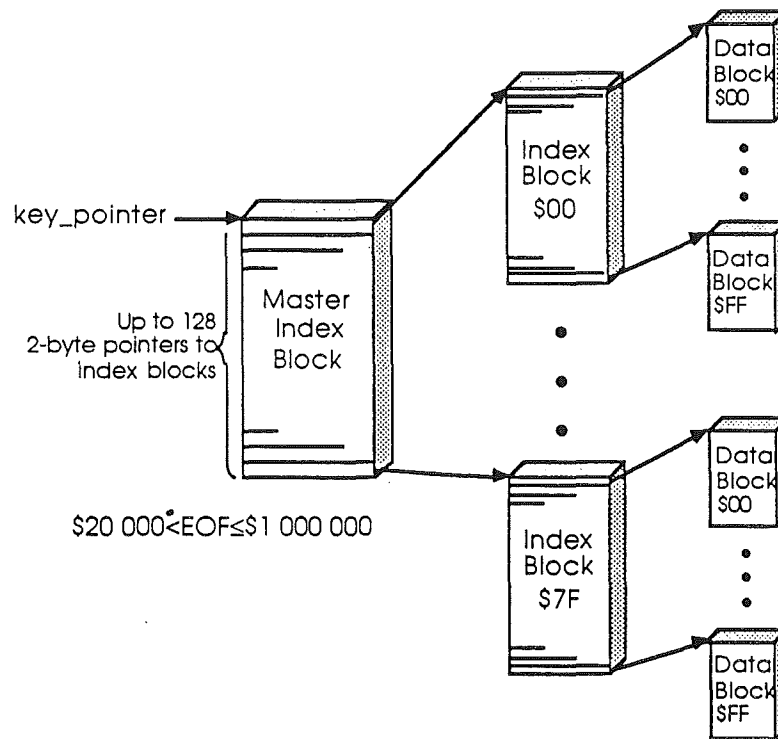 Data
Block
$00
Index
Block
$00
key_pointer
Data
Block
$FF
Master
Index
Block
Up to 128
2-byte pointers to
index blocks
Data
Block
$00
$20 000<EOF≤$1 000 000
Index
Block
$7F
Data
Block
$FF